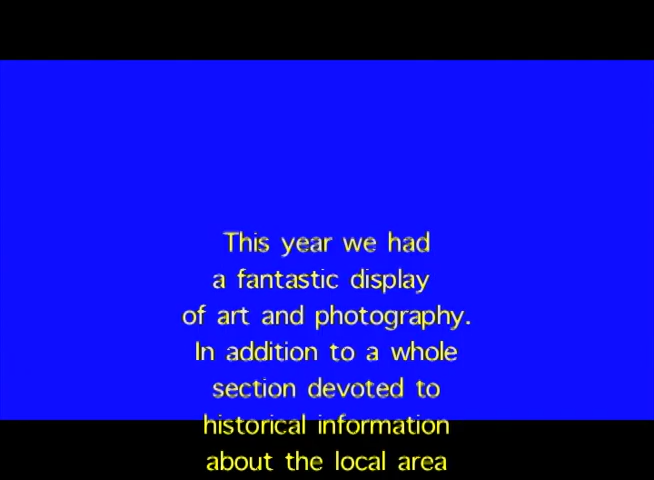 This year we had
a fantastic display
of art and photography.
In addition to a whole
section devoted to
historical information
about the local area